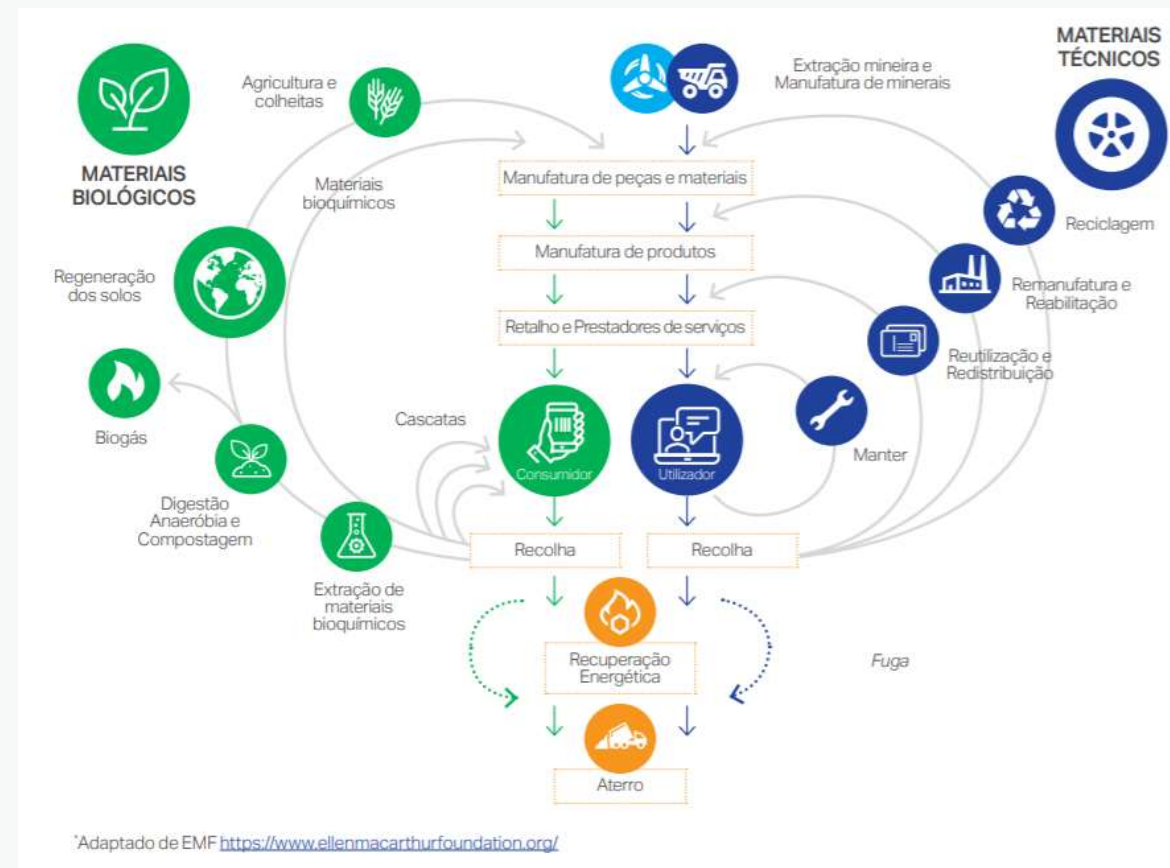 MATERIAIS
TÉCNICOS
Extração mineira e
Manufatura de minerais
Agricultura e
colheitas
MATERIAIS
BIOLÓGICOS
Materiais
bioquímicos
Manufatura de peças e materiais
Reciclagem
Manufatura de produtos
Regeneração
dos solos
Remanufatura e
Reabilitação
Retalho e Prestadores de serviços
Reutilização e
Redistribuição
Cascatas
Biogás
Manter
Consumidor
Utilizador
Digestão
Anaeróbia e
Compostagem
Recolha
Recolha
Extração de
materiais
bioquímicos
Recuperação
Energética
Fuga
Aterro
*Adaptado de EMF https://www.ellenmacarthurfoundation.org/